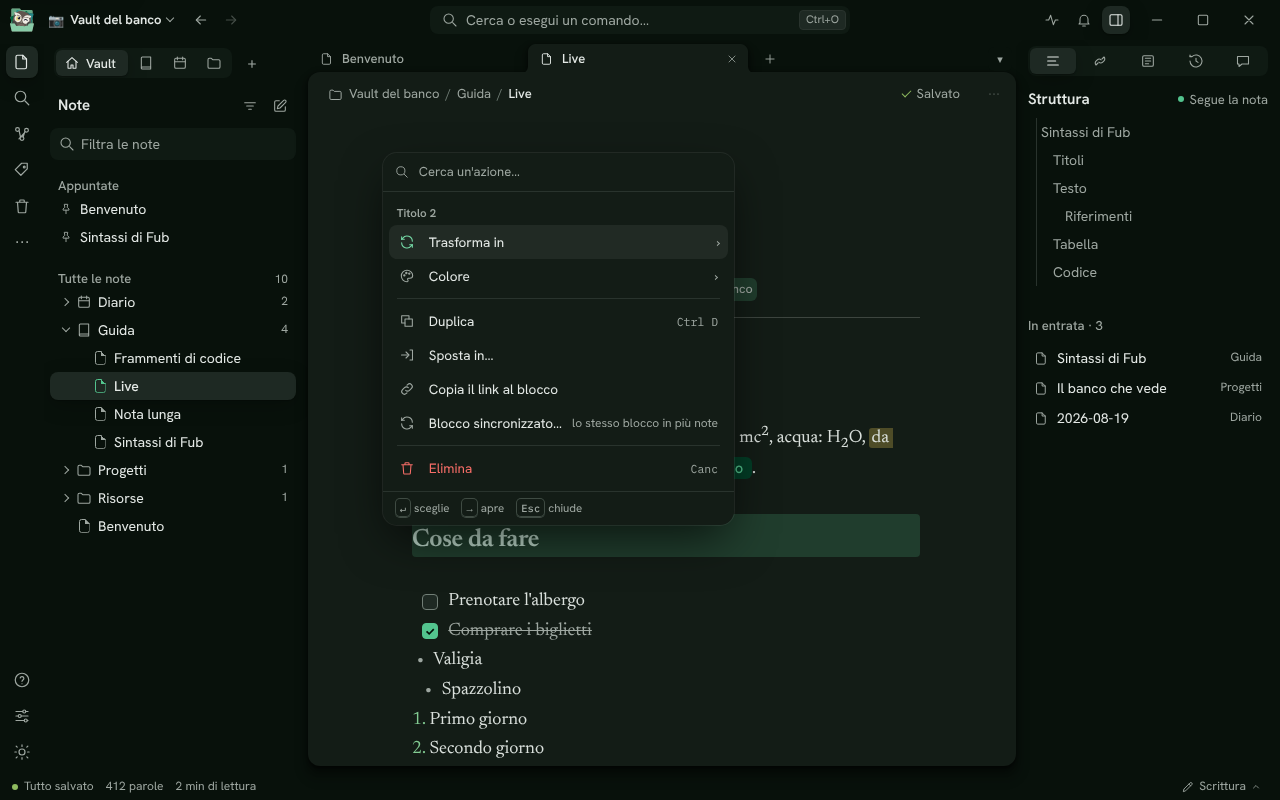 Vault del banco
Cerca o esegui un comando...
Ctrl+O
Vault
Benvenuto
Live
Note
Filtra le note
Appuntate
Benvenuto
Sintassi di Fub
Tutte le note 10
Diario 2
Guida 4
Frammenti di codice
Live
Nota lunga
Sintassi di Fub
Progetti 1
Risorse 1
Benvenuto
Vault del banco / Guida / Live
Salvato
Cerca un'azione...
Titolo 2
Trasforma in
Colore
Duplica Ctrl D
Sposta in...
Copia il link al blocco
Blocco sincronizzato... lo stesso blocco in più note
Elimina Canc
↵ sceglie → apre Esc chiude
nco
mc², acqua: H₂O, da
o .
Cose da fare
Prenotare l'albergo
Comprare i biglietti
• Valigia
• Spazzolino
1. Primo giorno
2. Secondo giorno
Struttura
Segue la nota
Sintassi di Fub
Titoli
Testo
Riferimenti
Tabella
Codice
In entrata · 3
Sintassi di Fub Guida
Il banco che vede Progetti
2026-08-19 Diario
Tutto salvato 412 parole 2 min di lettura
Scrittura